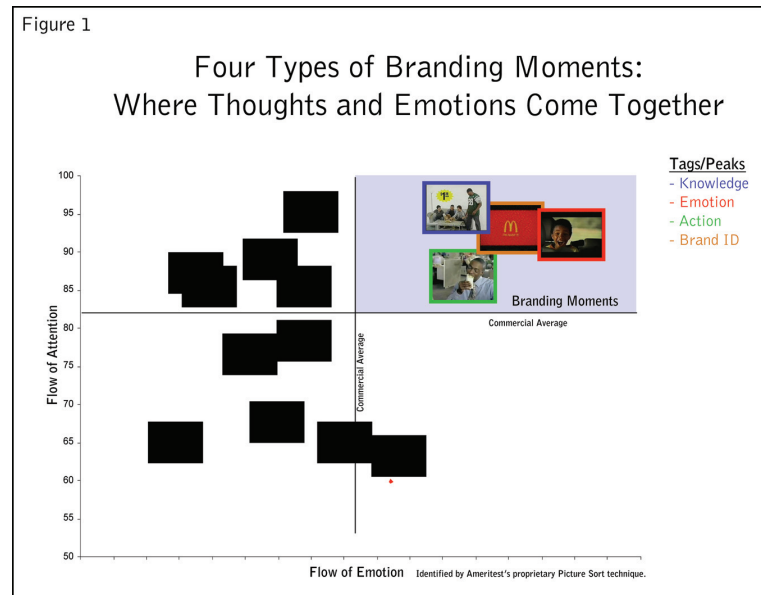 Figure 1
Four Types of Branding Moments:
Where Thoughts and Emotions Come Together
Tags/Peaks
- Knowledge
- Emotion
- Action
- Brand ID
100
95
90
85
80
75
70
65
60
55
50
Flow of Attention
Branding Moments
Commercial Average
Commercial Average
Flow of Emotion
Identified by Ameritest's proprietary Picture Sort technique.